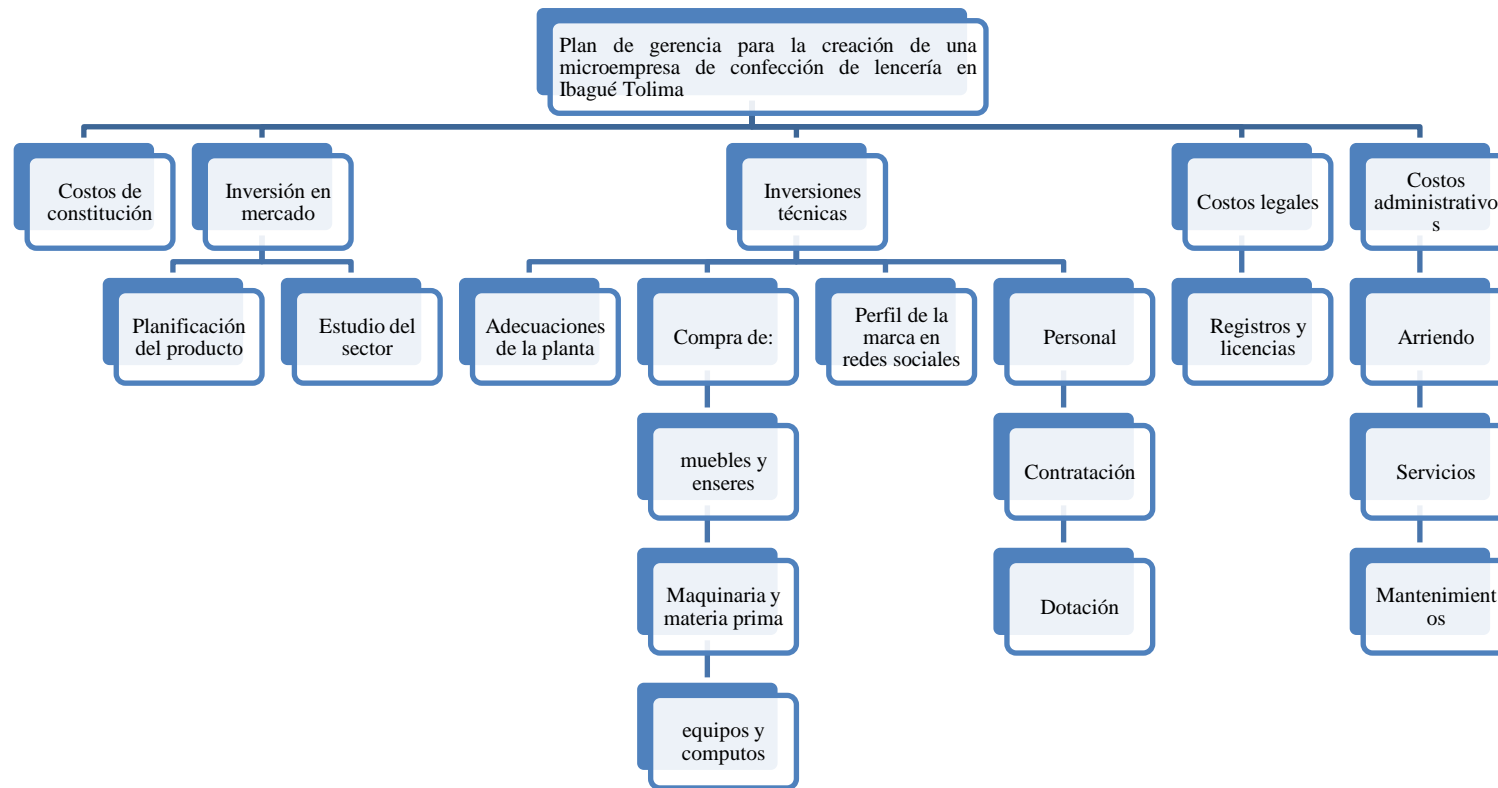 Plan de gerencia para la creación de una
microempresa de confección de lencería en
Ibagué Tolima
Costos de
constitución
Inversión en
mercado
Inversiones
técnicas
Costos legales
Costos
administrativo
s
Planificación
del producto
Estudio del
sector
Adecuaciones
de la planta
Compra de:
Perfil de la
marca en
redes sociales
Personal
Registros y
licencias
Arriendo
muebles y
enseres
Contratación
Servicios
Maquinaria y
materia prima
Dotación
Mantenimient
os
equipos y
computos